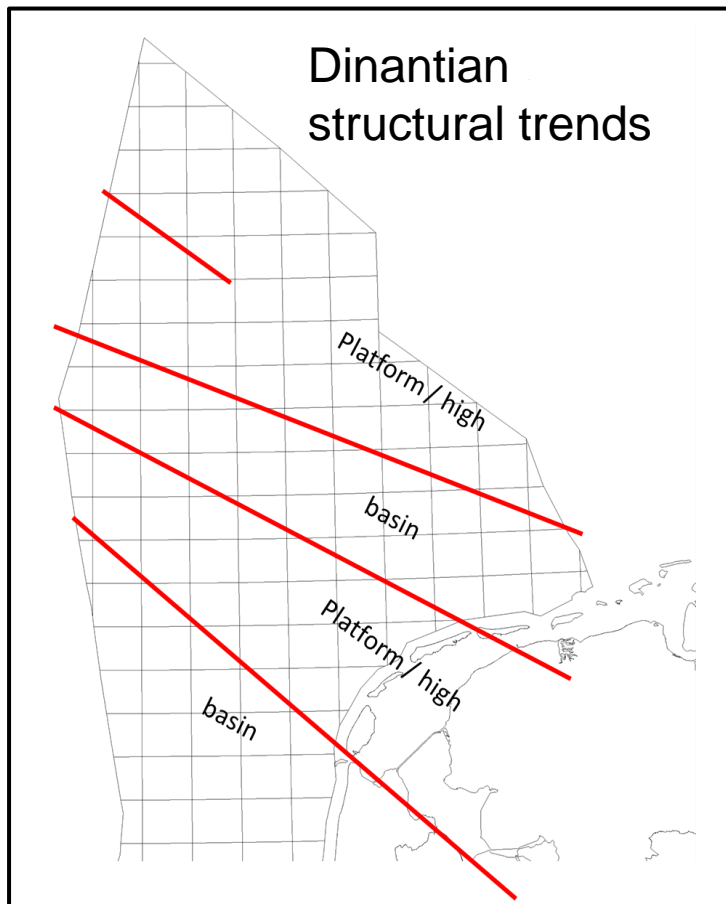 Dinantian
structural trends
Platform / high
basin
Platform / high
basin